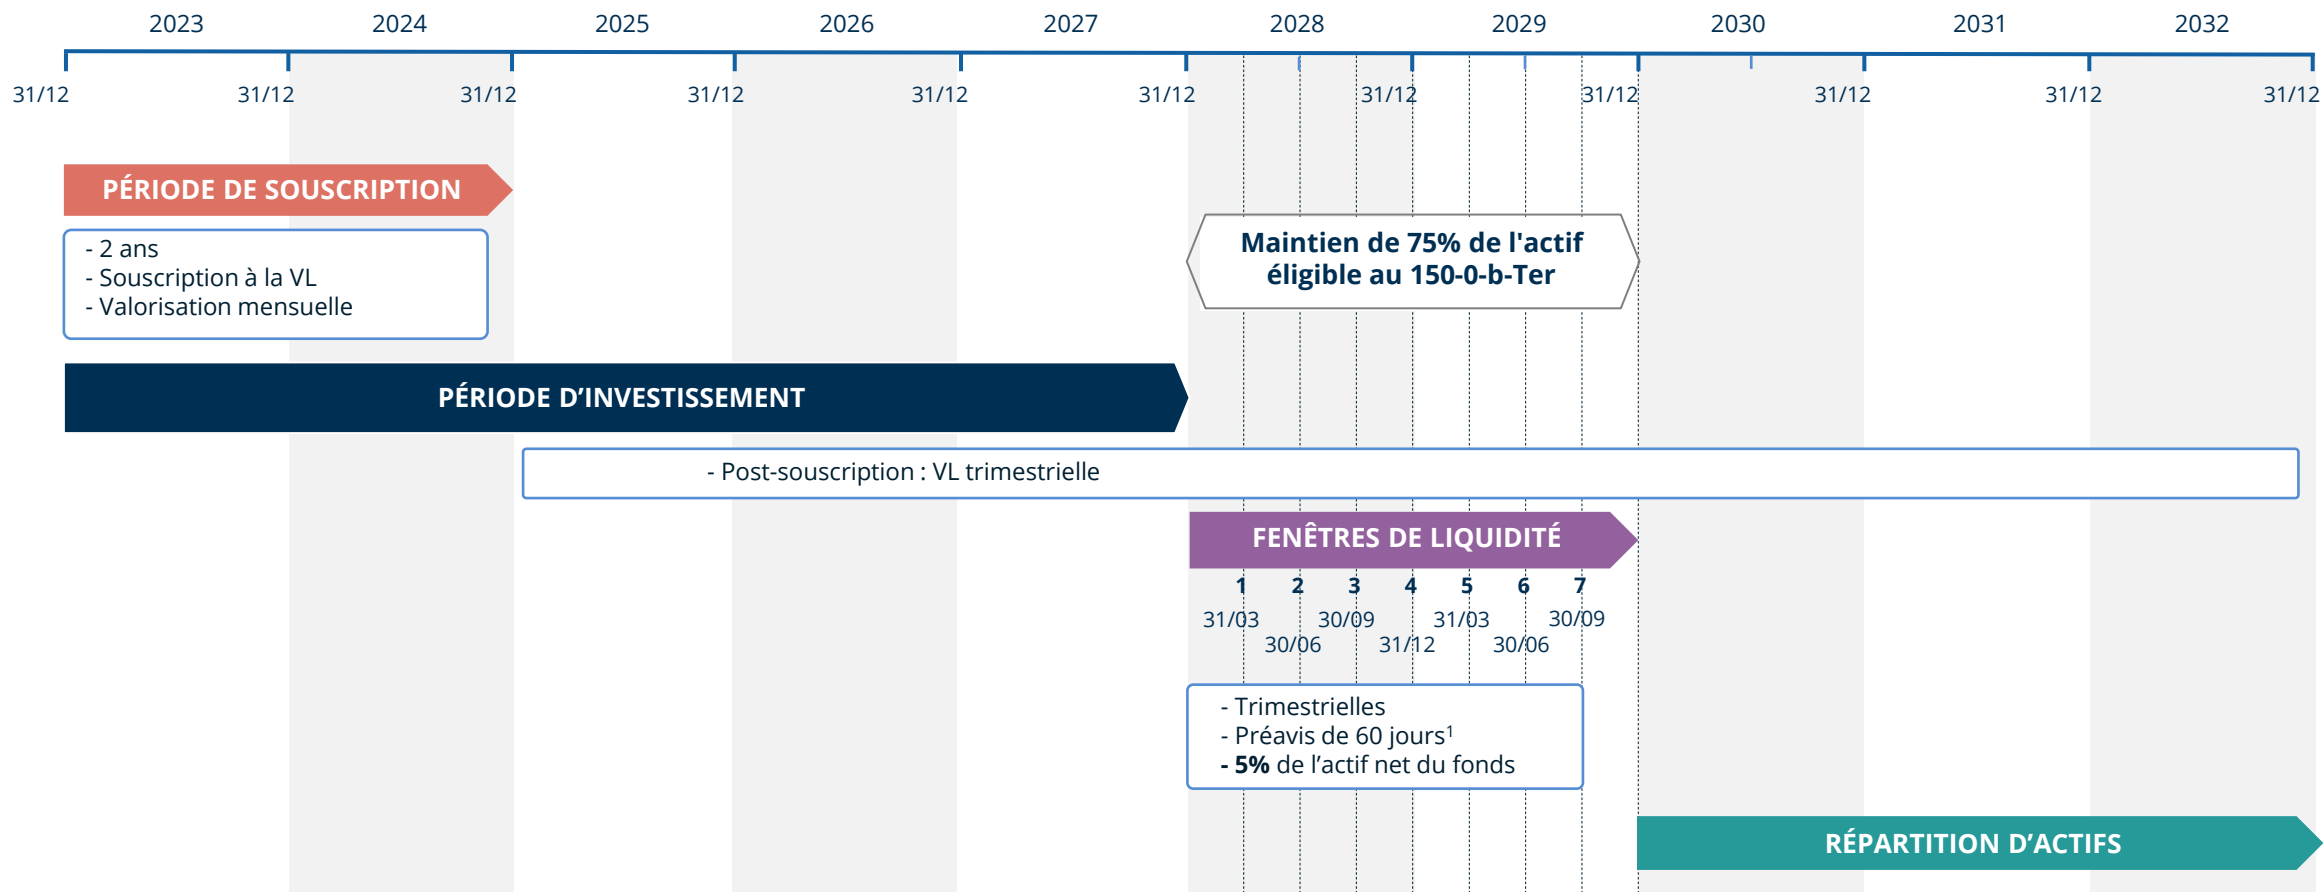 2023 2024 2025 2026 2027 2028 2029 2030 2031 2032
31/12 31/12 31/12 31/12 31/12 31/12 31/12 31/12 31/12 31/12 31/12
PÉRIODE DE SOUSCRIPTION
- 2 ans
- Souscription à la VL
- Valorisation mensuelle
Maintien de 75% de l'actif
éligible au 150-0-b-Ter
PÉRIODE D’INVESTISSEMENT
- Post-souscription : VL trimestrielle
FENÊTRES DE LIQUIDITÉ
1 2 3 4 5 6 7
31/03 30/09 31/03 30/09
30/06 31/12 30/06
- Trimestrielles
- Préavis de 60 jours¹
- 5% de l’actif net du fonds
RÉPARTITION D’ACTIFS